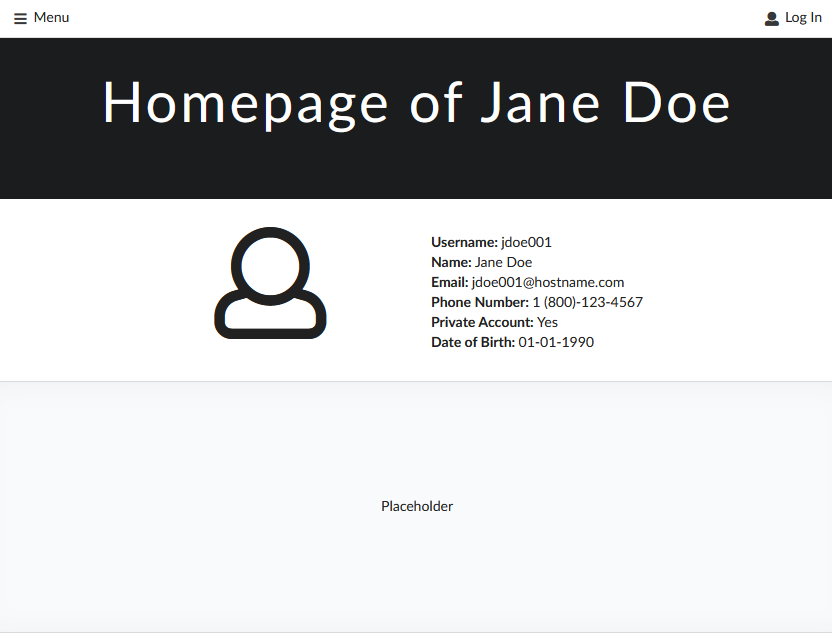 Menu
Log In
Homepage of Jane Doe
Username: jdoe001
Name: Jane Doe
Email: jdoe001@hostname.com
Phone Number: 1 (800)-123-4567
Private Account: Yes
Date of Birth: 01-01-1990
Placeholder